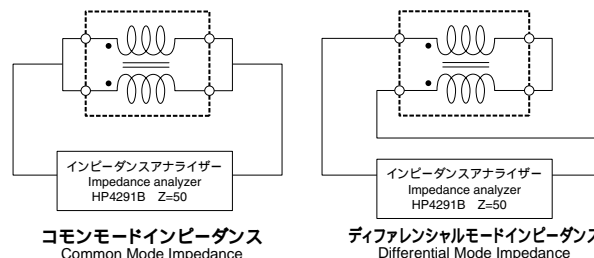 インピーダンスアナライザー
Impedance analyzer
HP4291B Z=50
コモンモードインピーダンス
Common Mode Impedance
インピーダンスアナライザー
Impedance analyzer
HP4291B Z=50
ディファレンシャルモードインピーダンス
Differential Mode Impedance